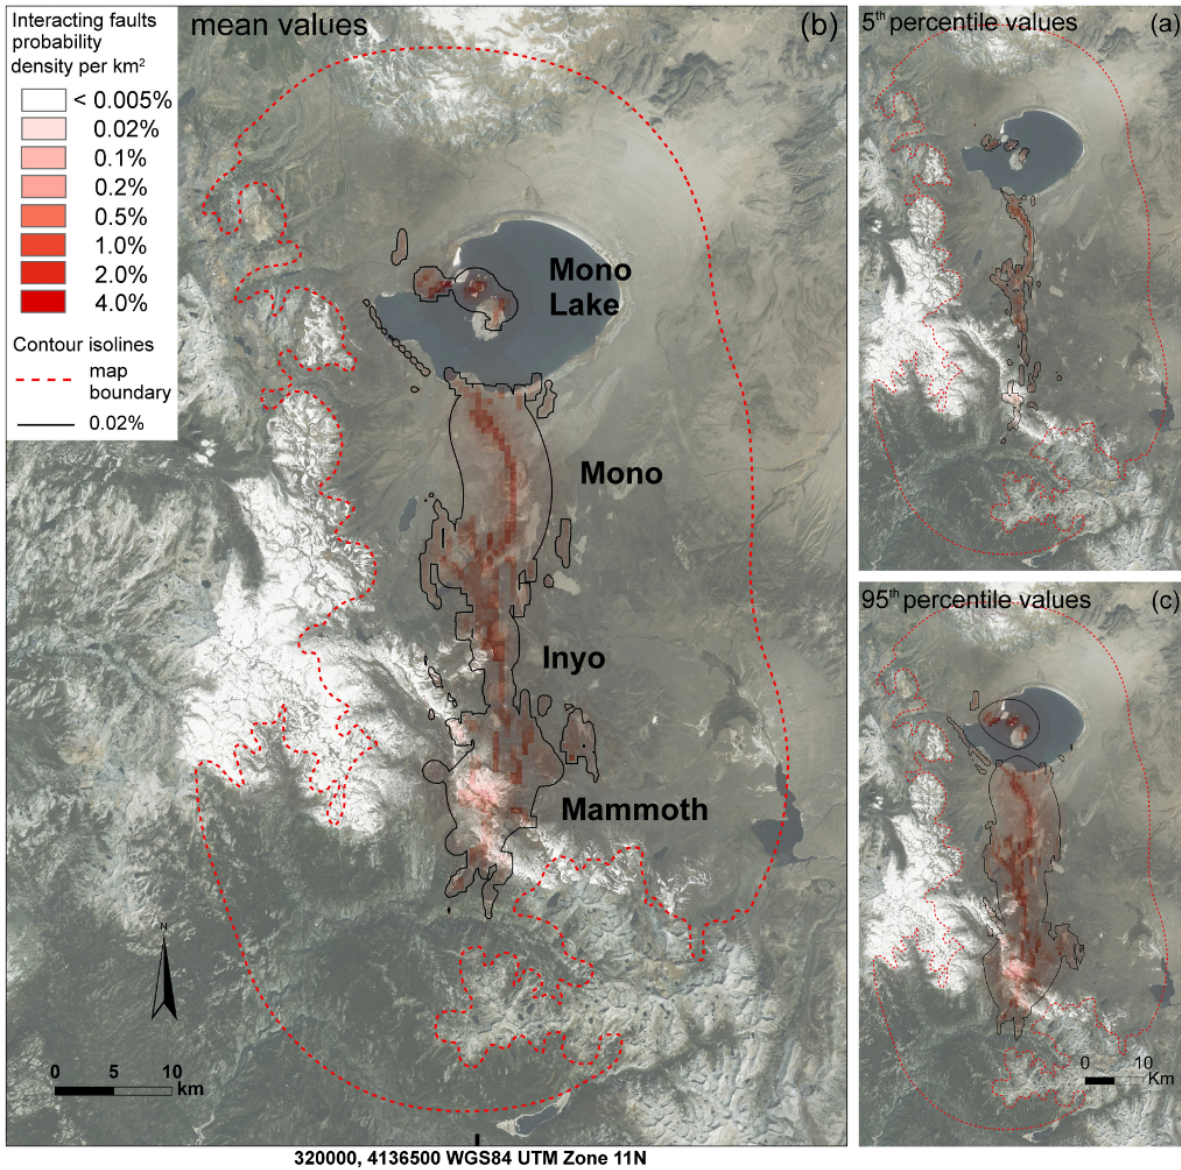 Interacting faults
probability
density per km²
< 0.005%
0.02%
0.1%
0.2%
0.5%
1.0%
2.0%
4.0%
Contour isolines
map
boundary
0.02%
mean values
(b)
Mono
Lake
Mono
Inyo
Mammoth
N
0 5 10
km
320000, 4136500 WGS84 UTM Zone 11N
5th percentile values
(a)
95th percentile values
(c)
0 10
Km